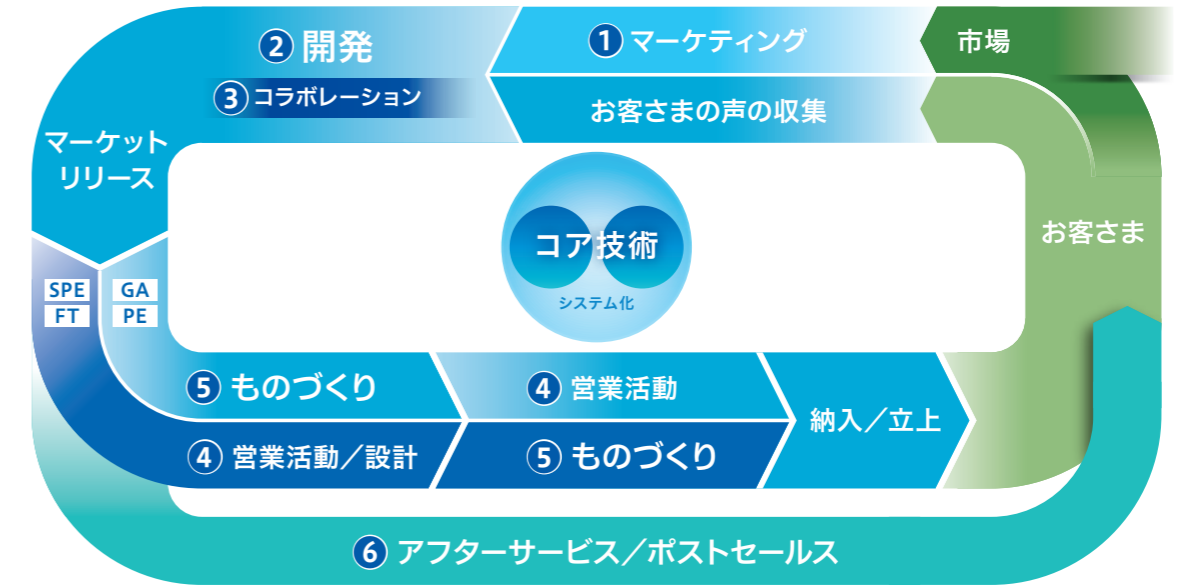 ② 開発
③ コラボレーション
① マーケティング
お客さまの声の収集
市場
お客さま
マーケット
リリース
コア技術
システム化
SPE
FT
GA
PE
⑤ ものづくり
④ 営業活動
④ 営業活動／設計
⑤ ものづくり
納入／立上
⑥ アフターサービス／ポストセールス